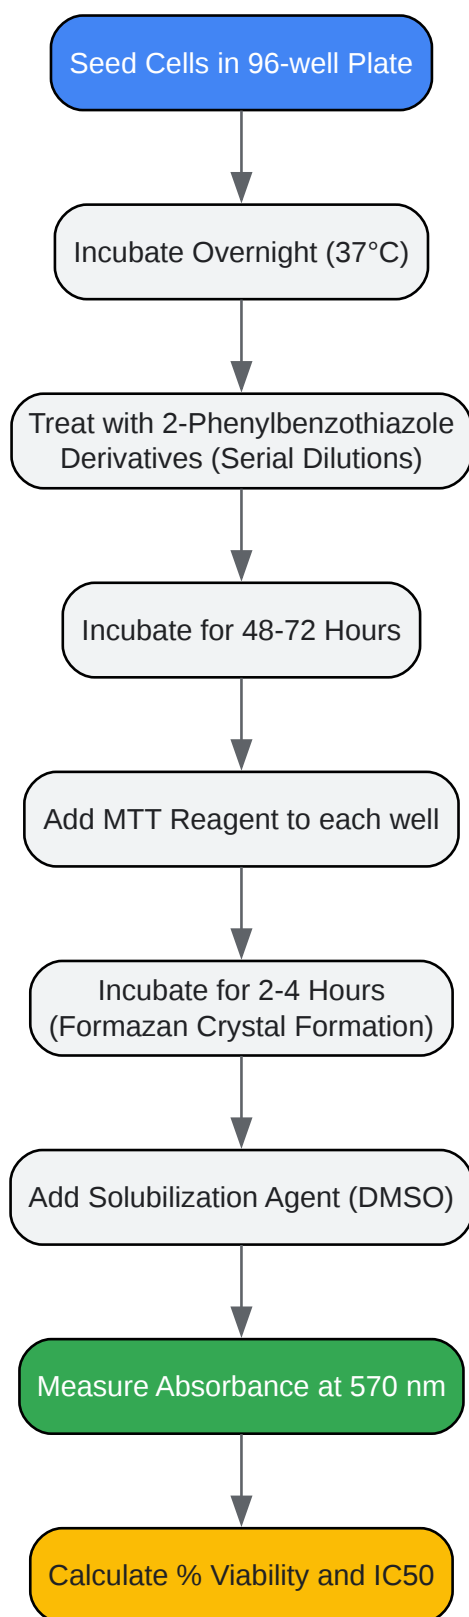 Seed Cells in 96-well Plate
Incubate Overnight (37°C)
Treat with 2-Phenylbenzothiazole
Derivatives (Serial Dilutions)
Incubate for 48-72 Hours
Add MTT Reagent to each well
Incubate for 2-4 Hours
(Formazan Crystal Formation)
Add Solubilization Agent (DMSO)
Measure Absorbance at 570 nm
Calculate % Viability and IC50